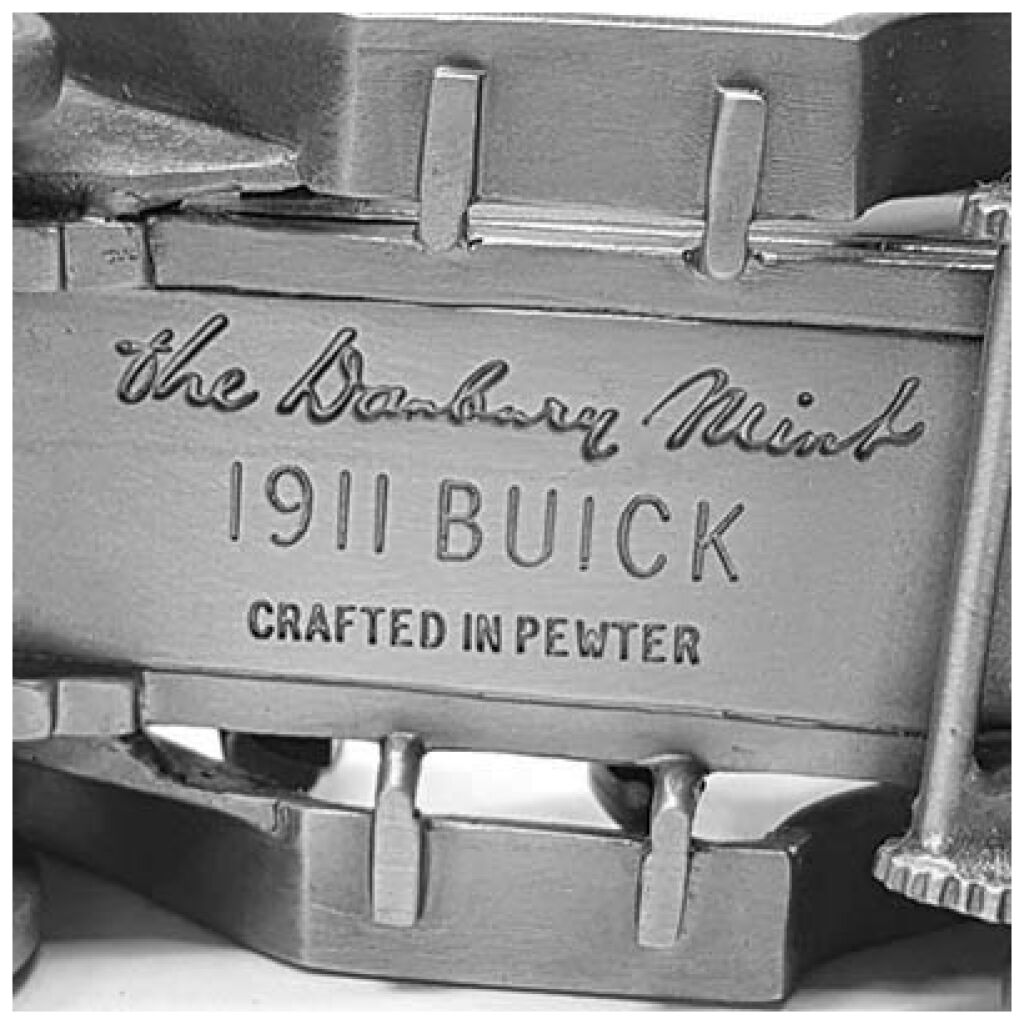 the Danbury Mint
1911 BUICK
CRAFTED IN PEWTER